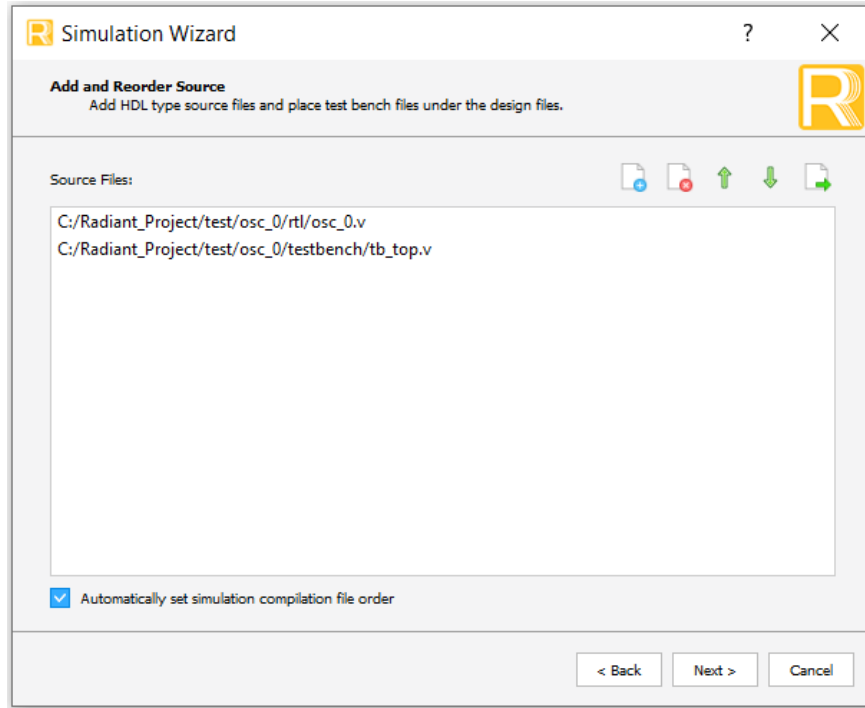 Simulation Wizard
?
Add and Reorder Source
Add HDL type source files and place test bench files under the design files.
Source Files:
C:/Radiant_Project/test/osc_0/rtl/osc_0.v
C:/Radiant_Project/test/osc_0/testbench/tb_top.v
Automatically set simulation compilation file order
< Back
Next >
Cancel